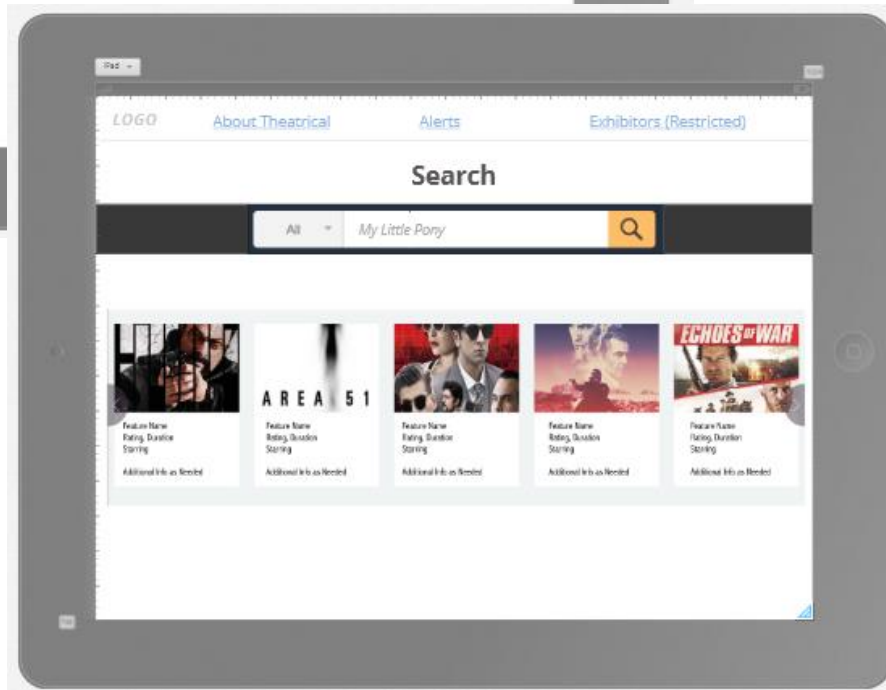 iPad
LOGO
About Theatrical
Alerts
Exhibitors (Restricted)
Search
All
My Little Pony
AREA 51
ECHOES OF WAR
Feature Name
Rating, Duration
Starring
Additional Info as Needed
Feature Name
Rating, Duration
Starring
Additional Info as Needed
Feature Name
Rating, Duration
Starring
Additional Info as Needed
Feature Name
Rating, Duration
Starring
Additional Info as Needed
Feature Name
Rating, Duration
Starring
Additional Info as Needed